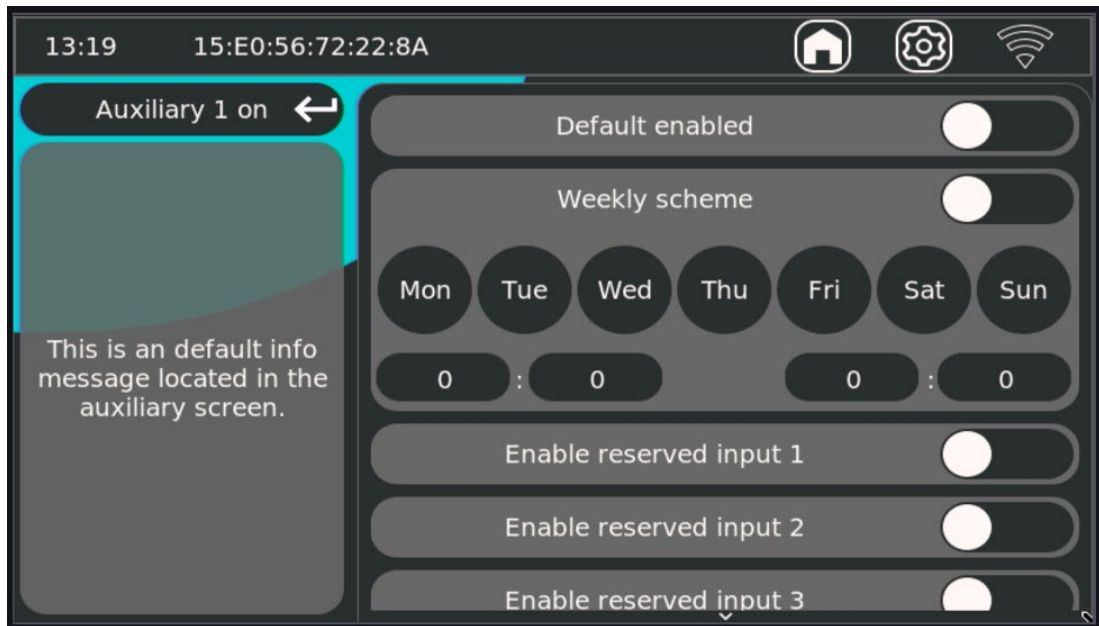 13:19 15:E0:56:72:22:8A
Auxiliary 1 on
This is an default info
message located in the
auxiliary screen.
Default enabled
Weekly scheme
Mon Tue Wed Thu Fri Sat Sun
0 : 0 0 : 0
Enable reserved input 1
Enable reserved input 2
Enable reserved input 3